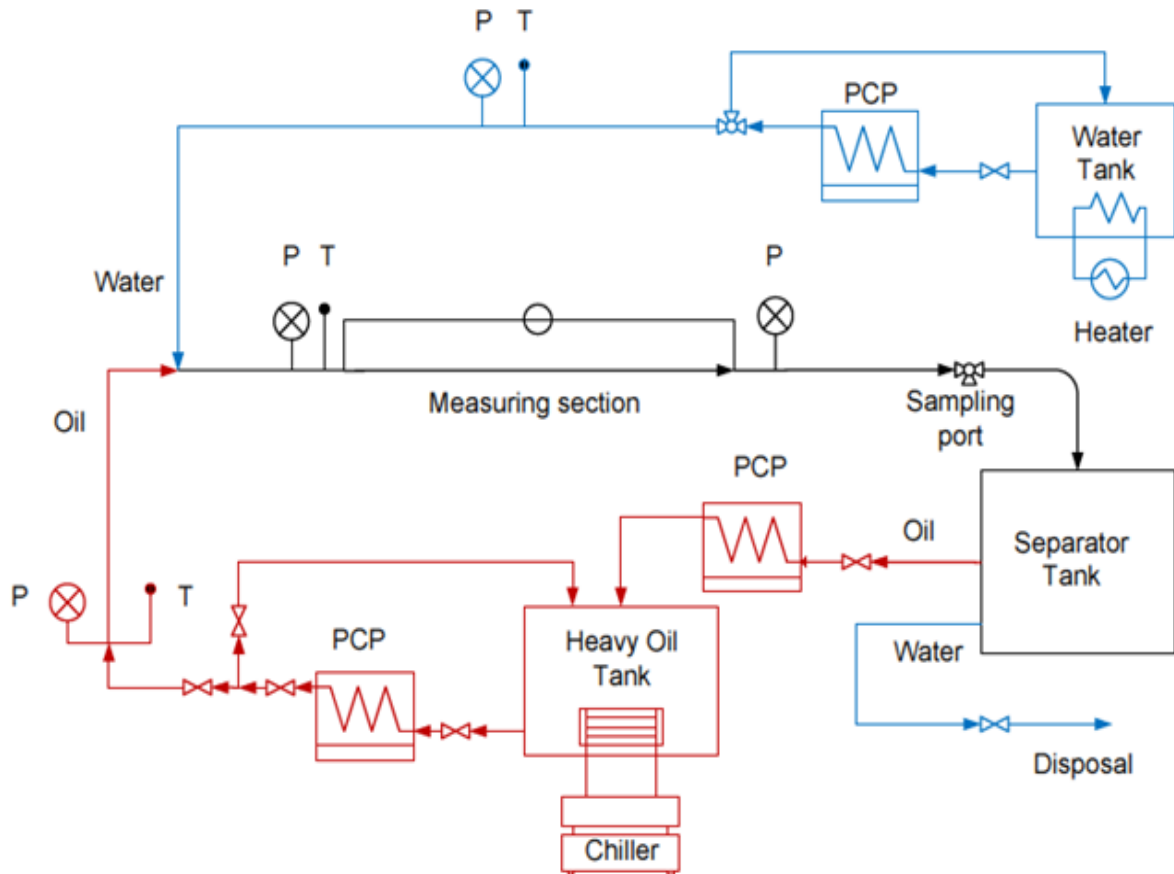 P T
PCP
Water
Tank
P T
P
Water
Heater
Measuring section
Sampling
port
Oil
PCP
Oil
Separator
Tank
P
T
PCP
Heavy Oil
Tank
Water
Disposal
Chiller